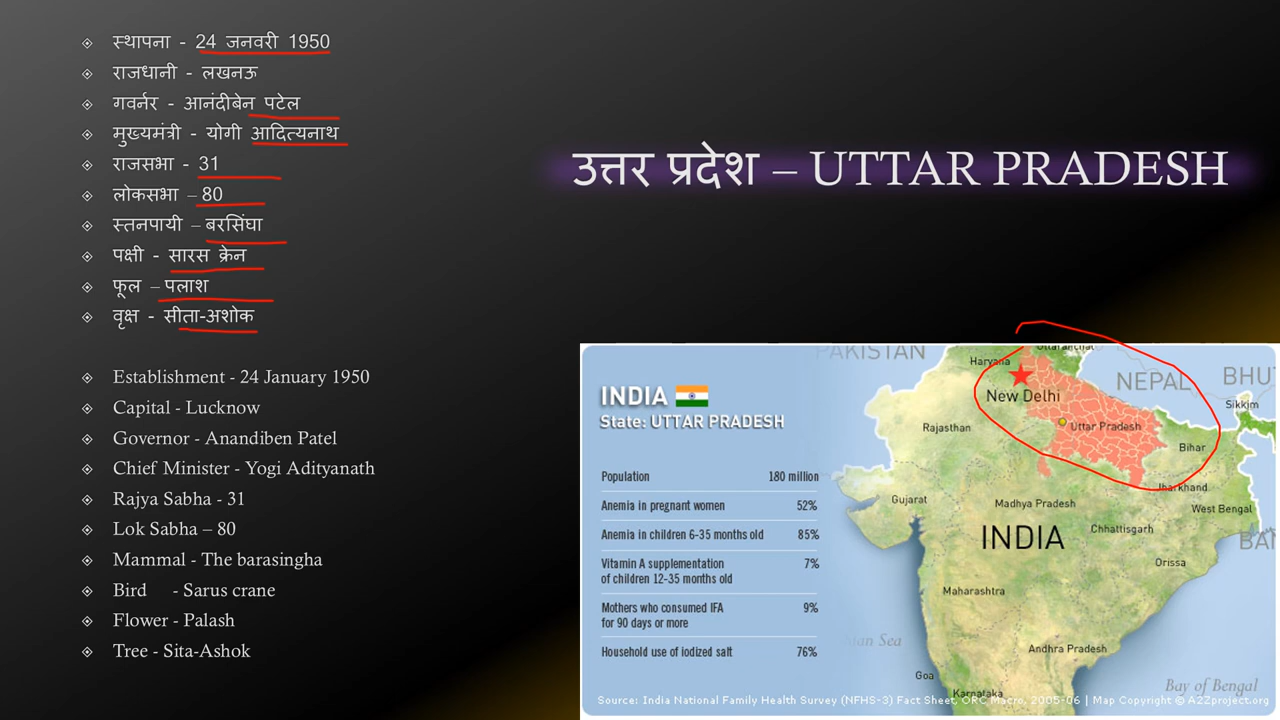 स्थापना - 24 जनवरी 1950
राजधानी - लखनऊ
गवर्नर - आनंदीबेन पटेल
मुख्यमंत्री - योगी आदित्यनाथ
राजसभा - 31
लोकसभा – 80
स्तनपायी – बरसिंघा
पक्षी - सारस क्रेन
फूल – पलाश
वृक्ष - सीता-अशोक
Establishment - 24 January 1950
Capital - Lucknow
Governor - Anandiben Patel
Chief Minister - Yogi Adityanath
Rajya Sabha - 31
Lok Sabha – 80
Mammal - The barasingha
Bird - Sarus crane
Flower - Palash
Tree - Sita-Ashok
उत्तर प्रदेश – UTTAR PRADESH
INDIA
State: UTTAR PRADESH
Population 180 million
Anemia in pregnant women 52%
Anemia in children 6-35 months old 85%
Vitamin A supplementation 7%
of children 12-35 months old
Mothers who consumed IFA 9%
for 90 days or more
Household use of iodized salt 76%
PAKISTAN
Uttaranchal
Haryana
New Delhi
NEPAL
BHU
Sikkim
Rajasthan
Uttar Pradesh
Bihar
Gujarat
Madhya Pradesh
Jharkhand
West Bengal
INDIA
Chhattisgarh
BAN
Orissa
Maharashtra
Sea
Andhra Pradesh
Goa
Karnataka
Bay of Bengal
Source: India National Family Health Survey (NFHS-3) Fact Sheet, ORC Macro, 2005-06 | Map Copyright © A2Zproject.org